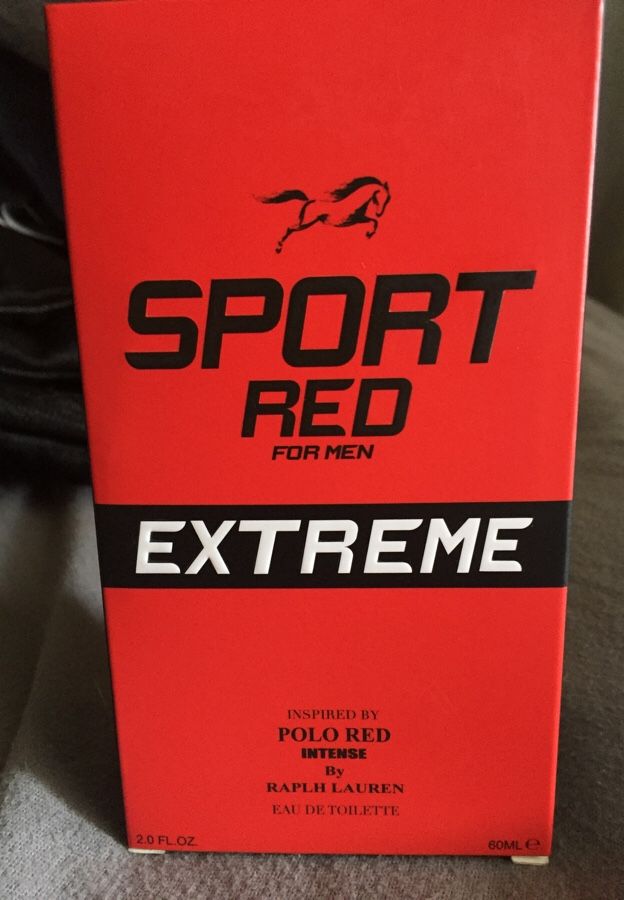 SPORT
RED
FOR MEN
EXTREME
INSPIRED BY
POLO RED
INTENSE
By
RAPLH LAUREN
EAU DE TOILETTE
2.0 FL.OZ.
60ML ℮